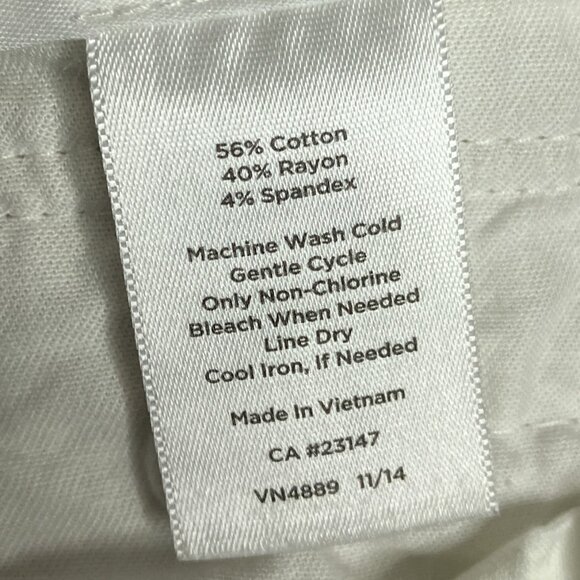 56% Cotton
40% Rayon
4% Spandex
Machine Wash Cold
Gentle Cycle
Only Non-Chlorine
Bleach When Needed
Line Dry
Cool Iron, If Needed
Made In Vietnam
CA #23147
VN4889 11/14